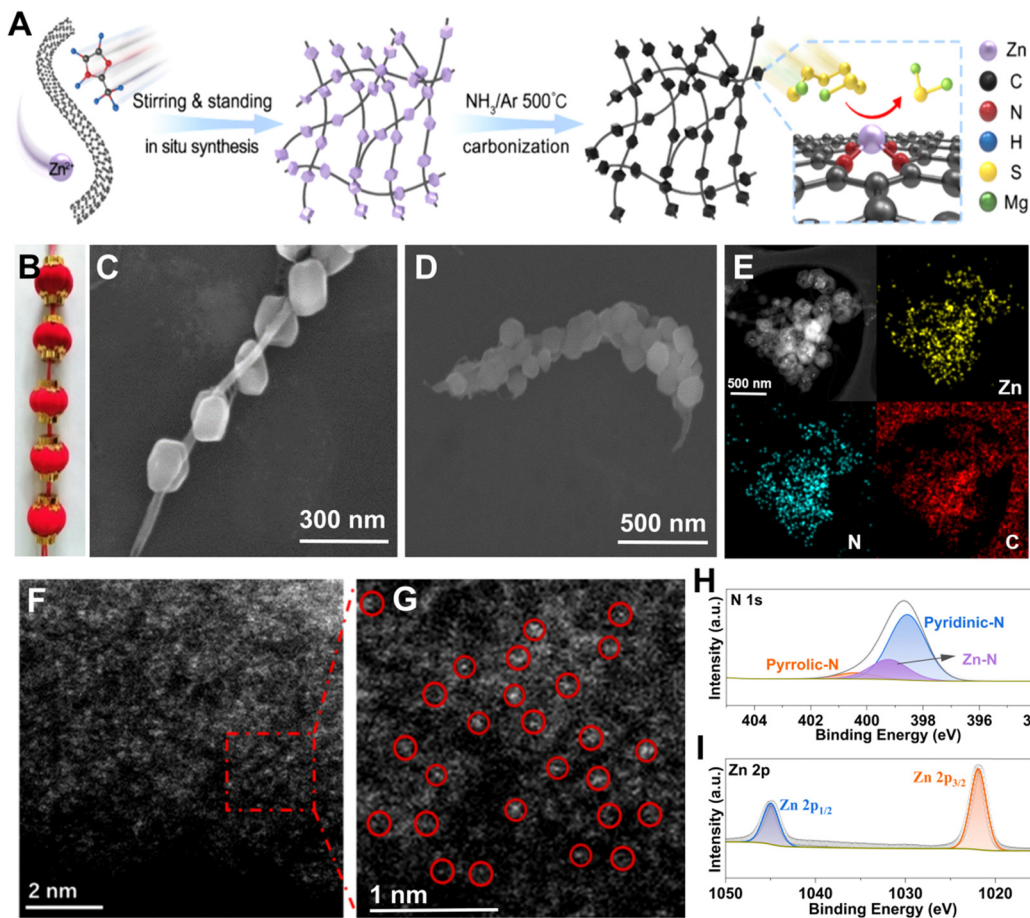 A
Zn²⁺
Stirring & standing
in situ synthesis
NH₃/Ar 500°C
carbonization
Zn
C
N
H
S
Mg
B
C
300 nm
D
500 nm
E
500 nm
Zn
N
C
F
2 nm
G
1 nm
H
N 1s
Intensity (a.u.)
Pyridinic-N
Zn-N
Pyrrolic-N
404 402 400 398 396
Binding Energy (eV)
I
Zn 2p
Intensity (a.u.)
Zn 2p₁/₂
Zn 2p₃/₂
1050 1040 1030 1020
Binding Energy (eV)